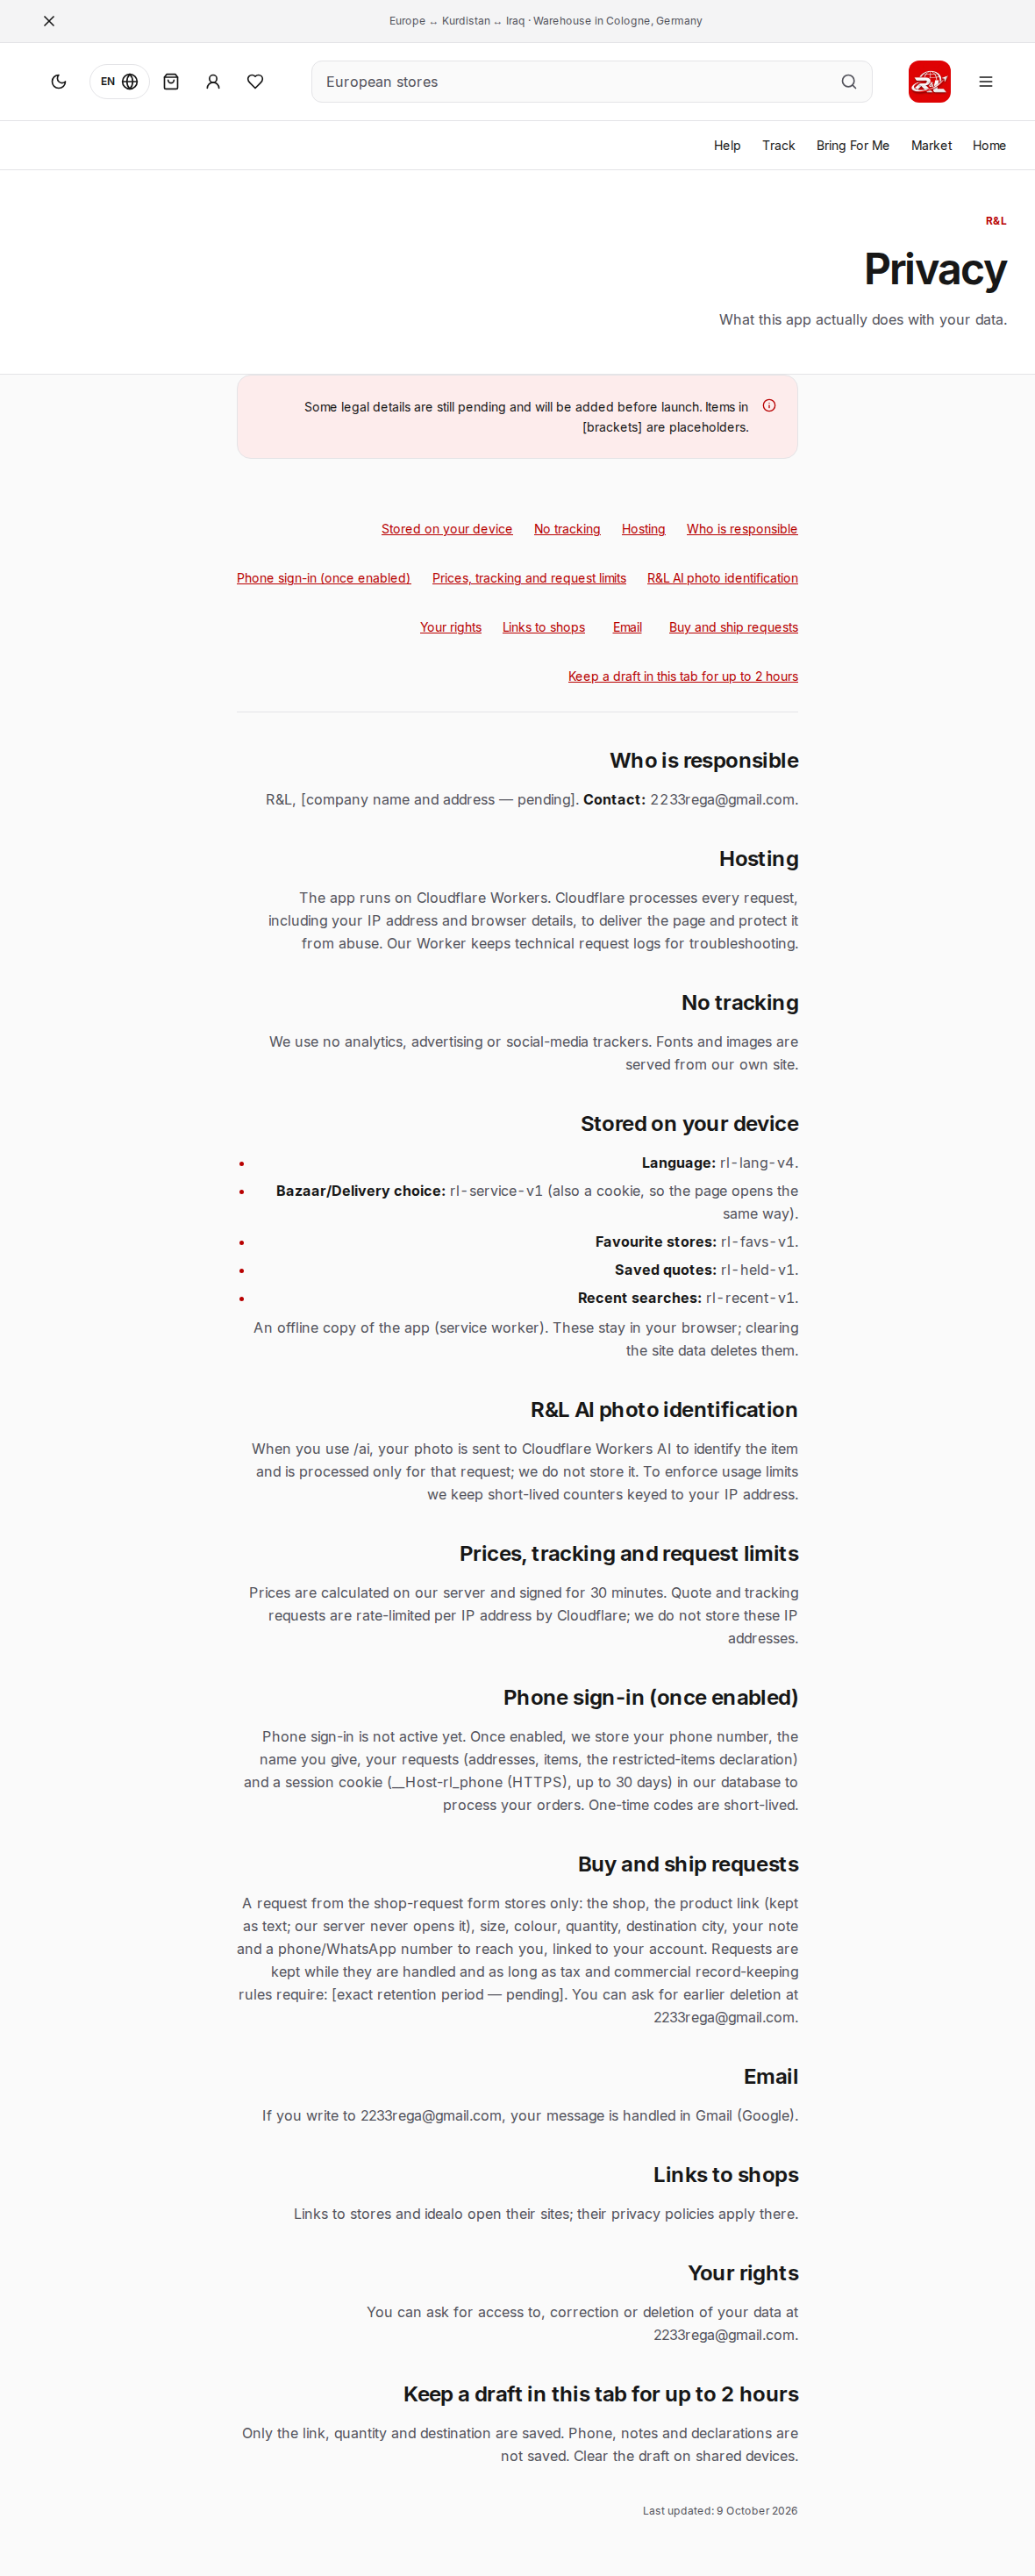 Europe ↔ Kurdistan ↔ Iraq · Warehouse in Cologne, Germany
EN
European stores
R&L
Help
Track
Bring For Me
Market
Home
R&L
Privacy
What this app actually does with your data.
Some legal details are still pending and will be added before launch. Items in
[brackets] are placeholders.
Stored on your device No tracking Hosting Who is responsible
Phone sign-in (once enabled) Prices, tracking and request limits R&L AI photo identification
Your rights Links to shops Email Buy and ship requests
Keep a draft in this tab for up to 2 hours
Who is responsible
R&L, [company name and address — pending]. Contact: 2233rega@gmail.com.
Hosting
The app runs on Cloudflare Workers. Cloudflare processes every request,
including your IP address and browser details, to deliver the page and protect it
from abuse. Our Worker keeps technical request logs for troubleshooting.
No tracking
We use no analytics, advertising or social-media trackers. Fonts and images are
served from our own site.
Stored on your device
Language: rl-lang-v4.
Bazaar/Delivery choice: rl-service-v1 (also a cookie, so the page opens the
same way).
Favourite stores: rl-favs-v1.
Saved quotes: rl-held-v1.
Recent searches: rl-recent-v1.
An offline copy of the app (service worker). These stay in your browser; clearing
the site data deletes them.
R&L AI photo identification
When you use /ai, your photo is sent to Cloudflare Workers AI to identify the item
and is processed only for that request; we do not store it. To enforce usage limits
we keep short-lived counters keyed to your IP address.
Prices, tracking and request limits
Prices are calculated on our server and signed for 30 minutes. Quote and tracking
requests are rate-limited per IP address by Cloudflare; we do not store these IP
addresses.
Phone sign-in (once enabled)
Phone sign-in is not active yet. Once enabled, we store your phone number, the
name you give, your requests (addresses, items, the restricted-items declaration)
and a session cookie (__Host-rl_phone (HTTPS), up to 30 days) in our database to
process your orders. One-time codes are short-lived.
Buy and ship requests
A request from the shop-request form stores only: the shop, the product link (kept
as text; our server never opens it), size, colour, quantity, destination city, your note
and a phone/WhatsApp number to reach you, linked to your account. Requests are
kept while they are handled and as long as tax and commercial record-keeping
rules require: [exact retention period — pending]. You can ask for earlier deletion at
2233rega@gmail.com.
Email
If you write to 2233rega@gmail.com, your message is handled in Gmail (Google).
Links to shops
Links to stores and idealo open their sites; their privacy policies apply there.
Your rights
You can ask for access to, correction or deletion of your data at
2233rega@gmail.com.
Keep a draft in this tab for up to 2 hours
Only the link, quantity and destination are saved. Phone, notes and declarations are
not saved. Clear the draft on shared devices.
Last updated: 9 October 2026